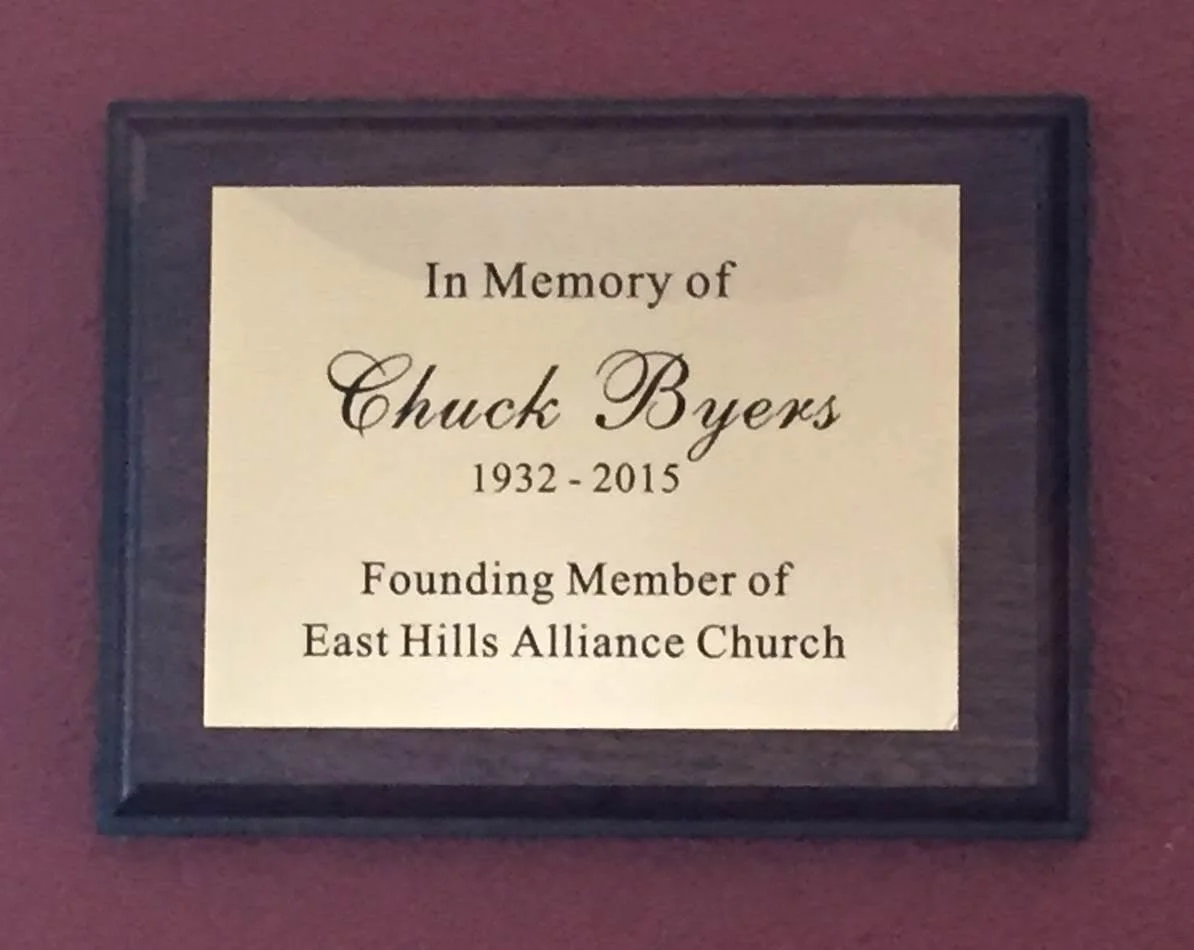 In Memory of
Chuck Byers
1932 - 2015
Founding Member of
East Hills Alliance Church